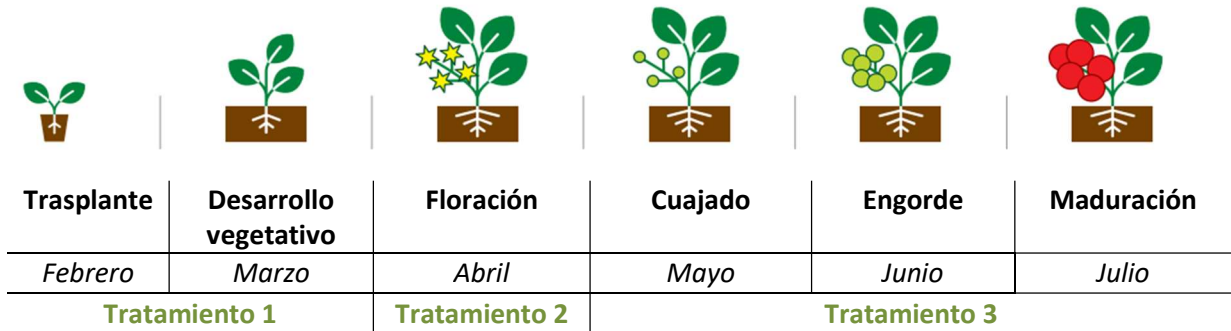 Trasplante Desarrollo vegetativo Floración Cuajado Engorde Maduración
Febrero Marzo Abril Mayo Junio Julio
Tratamiento 1 Tratamiento 2 Tratamiento 3